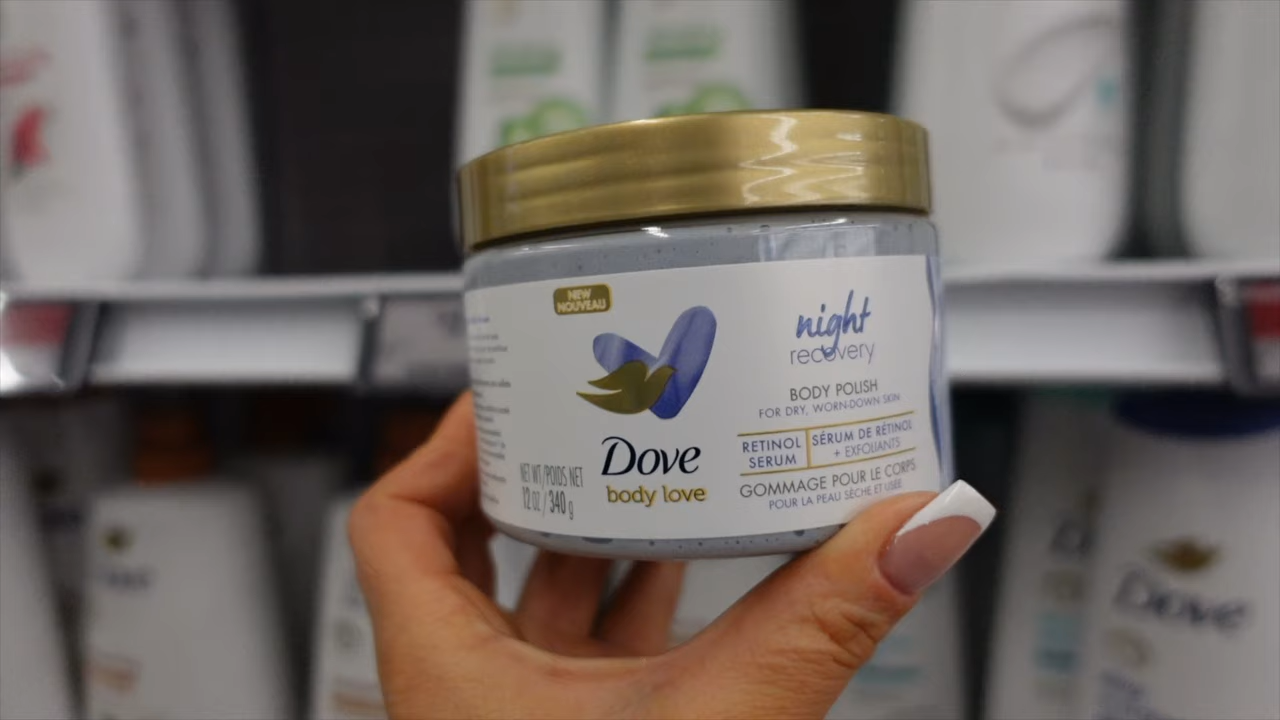 NEW
NOUVEAU
night
recovery
BODY POLISH
FOR DRY, WORN-DOWN SKIN
RETINOL
SERUM
SÉRUM DE RÉTINOL
+ EXFOLIANTS
GOMMAGE POUR LE CORPS
POUR LA PEAU SÈCHE ET USÉE
Dove
body love
NET WT/POIDS NET
12 OZ / 340 g
Dove